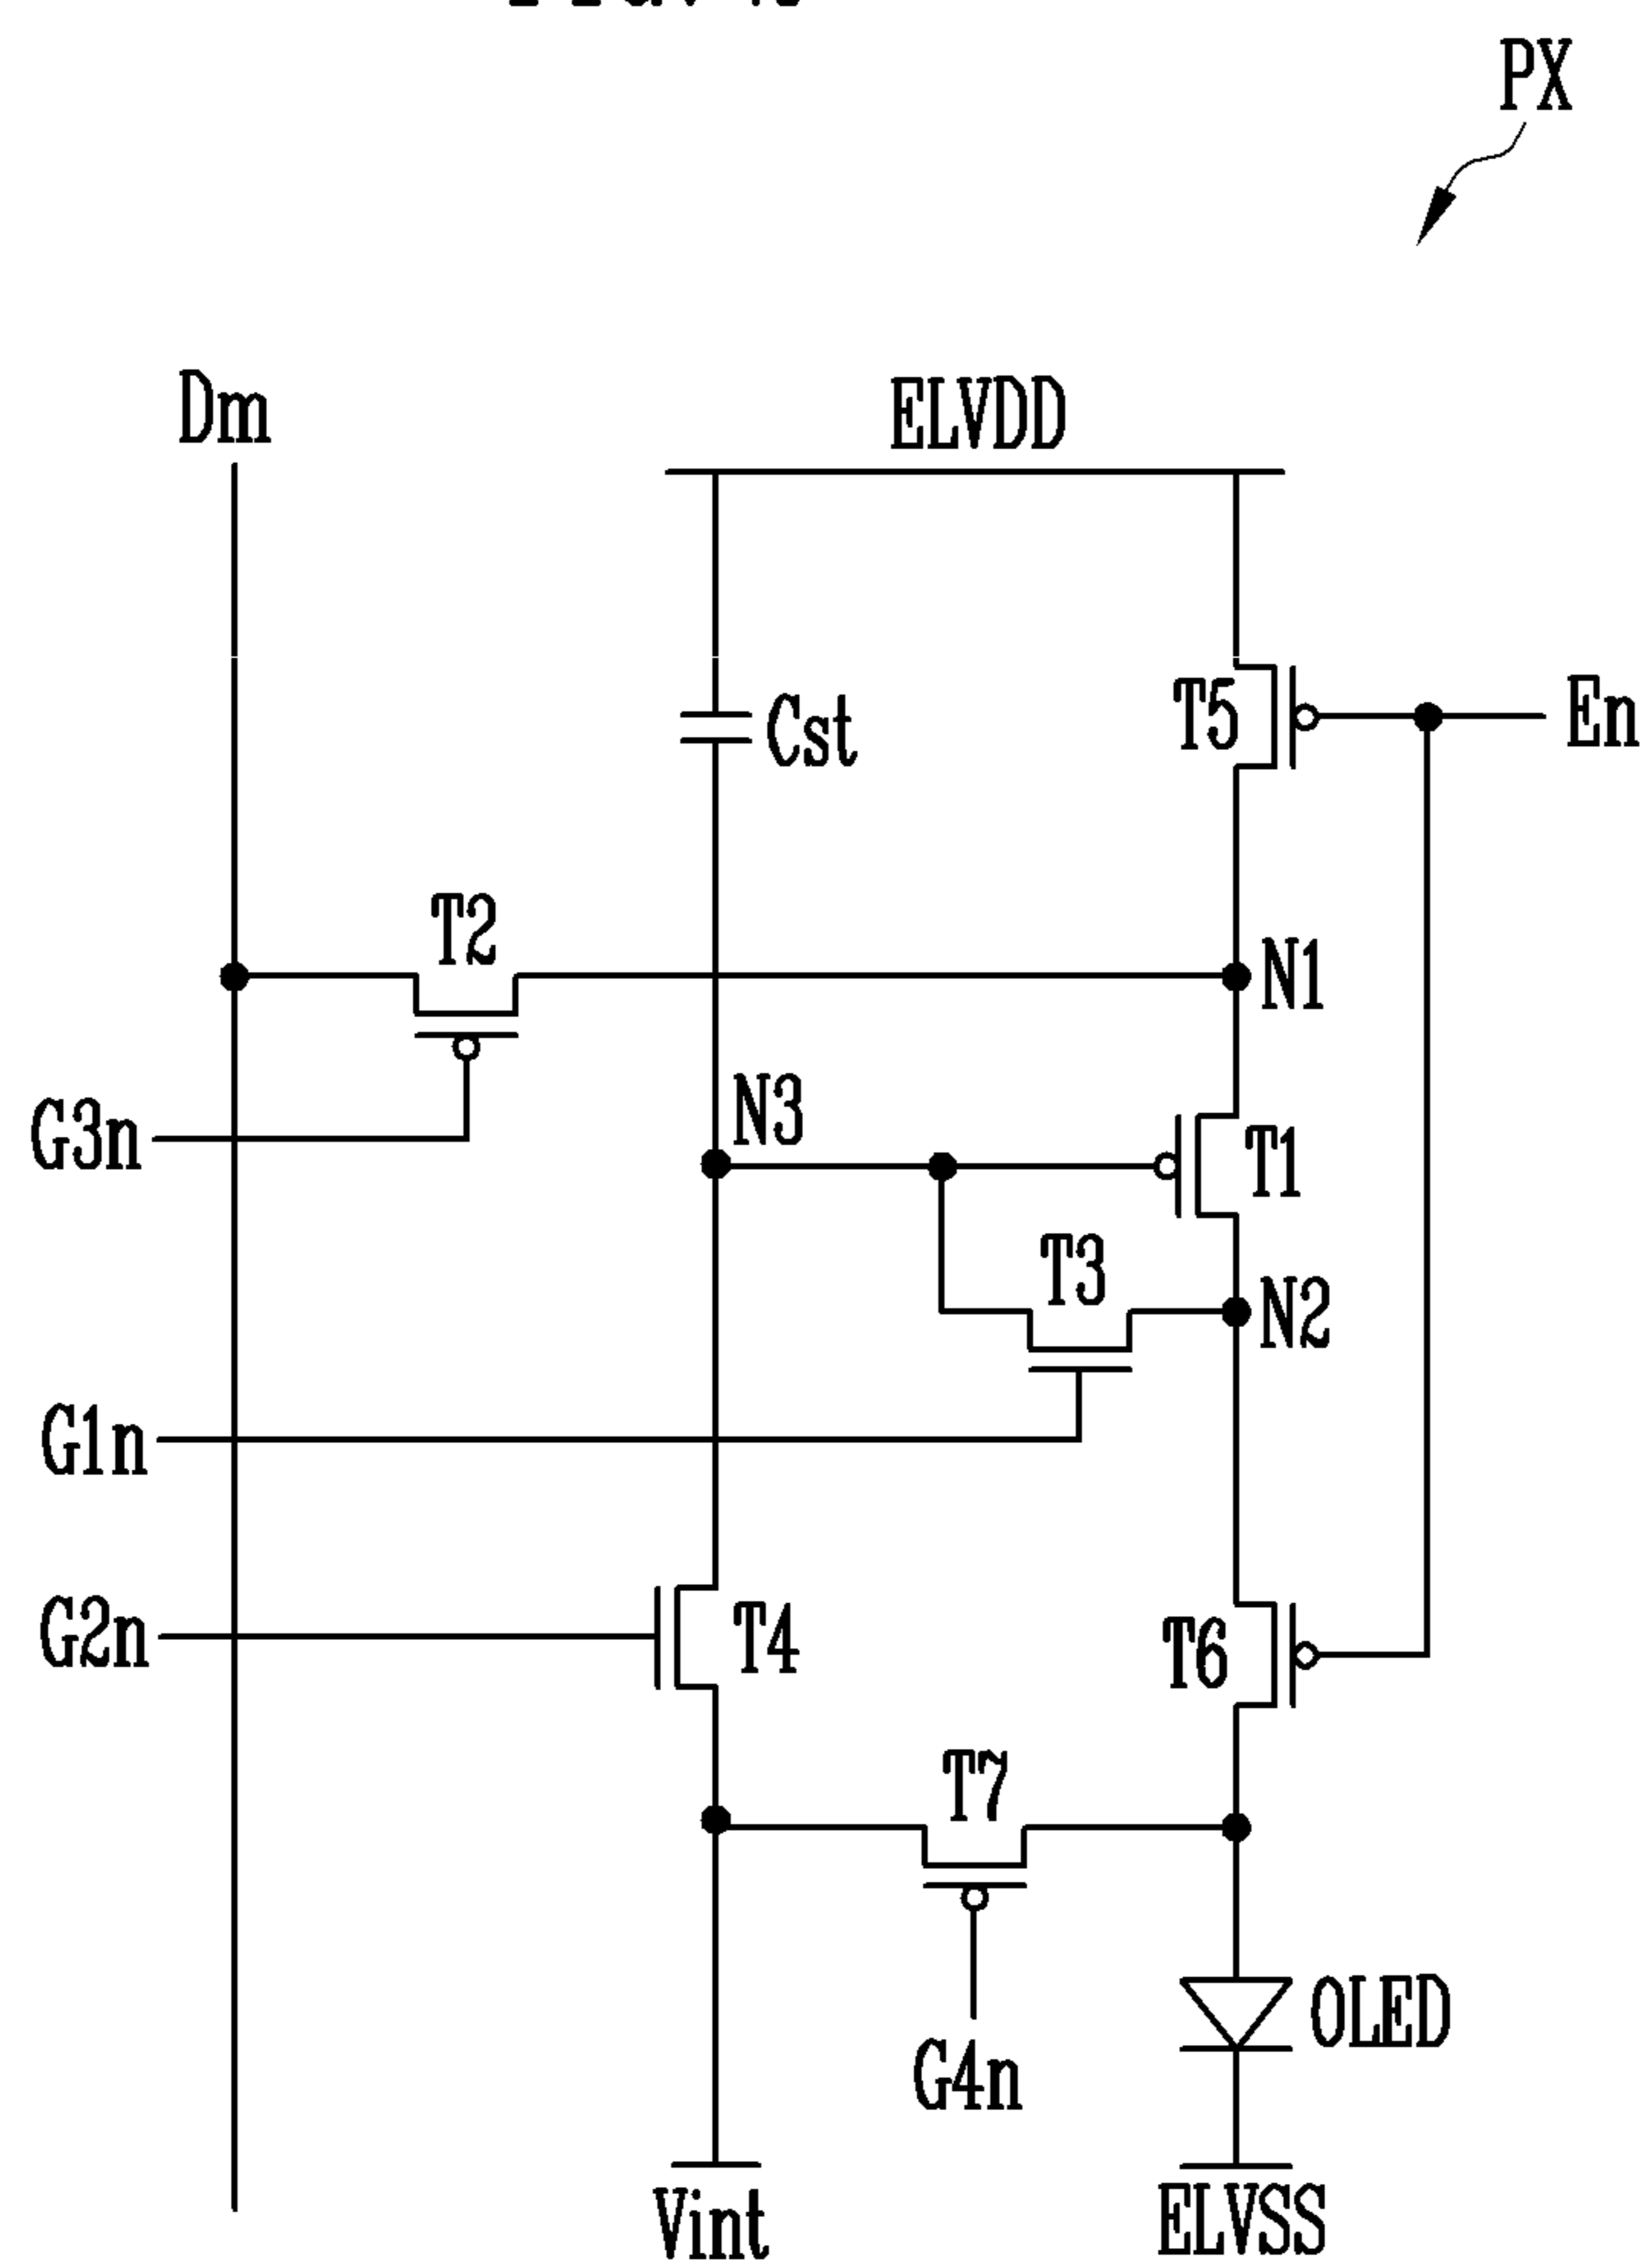 PX
Dm
ELVDD
Cst
T5
En
T2
N1
N3
G3n
T1
T3
N2
G1n
G2n
T4
T6
T7
OLED
G4n
Vint
ELVSS